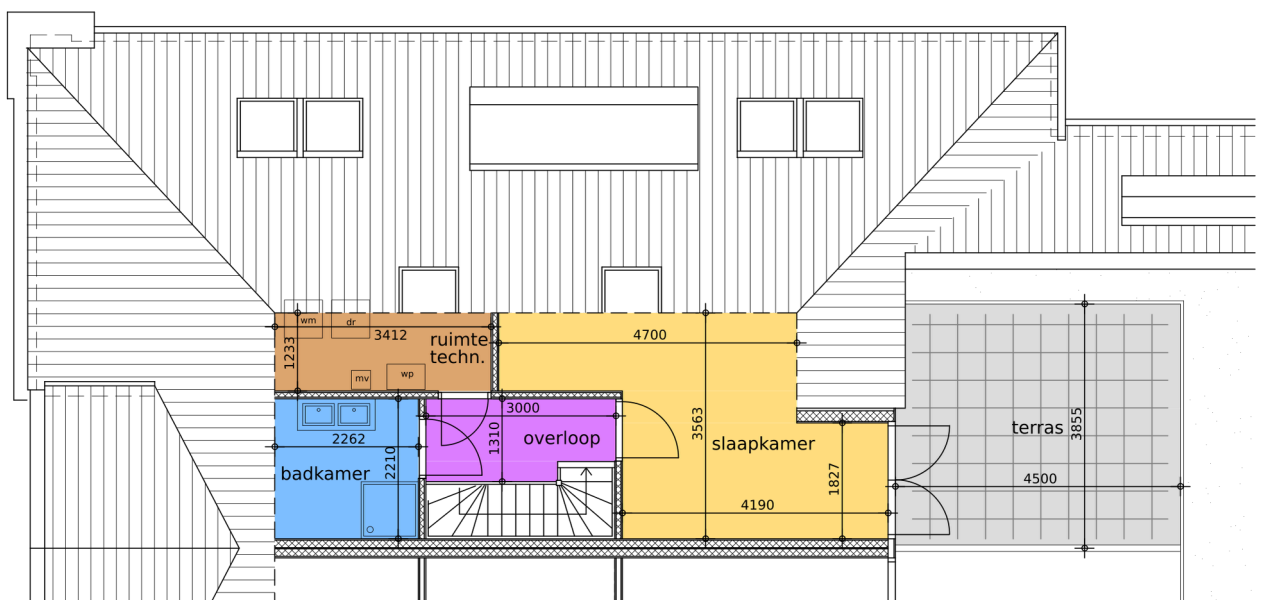 wm
dr
3412
1233
ruimte
techn.
mv
wp
4700
3000
1310
overloop
2262
2210
badkamer
3563
slaapkamer
1827
4190
terras
3855
4500